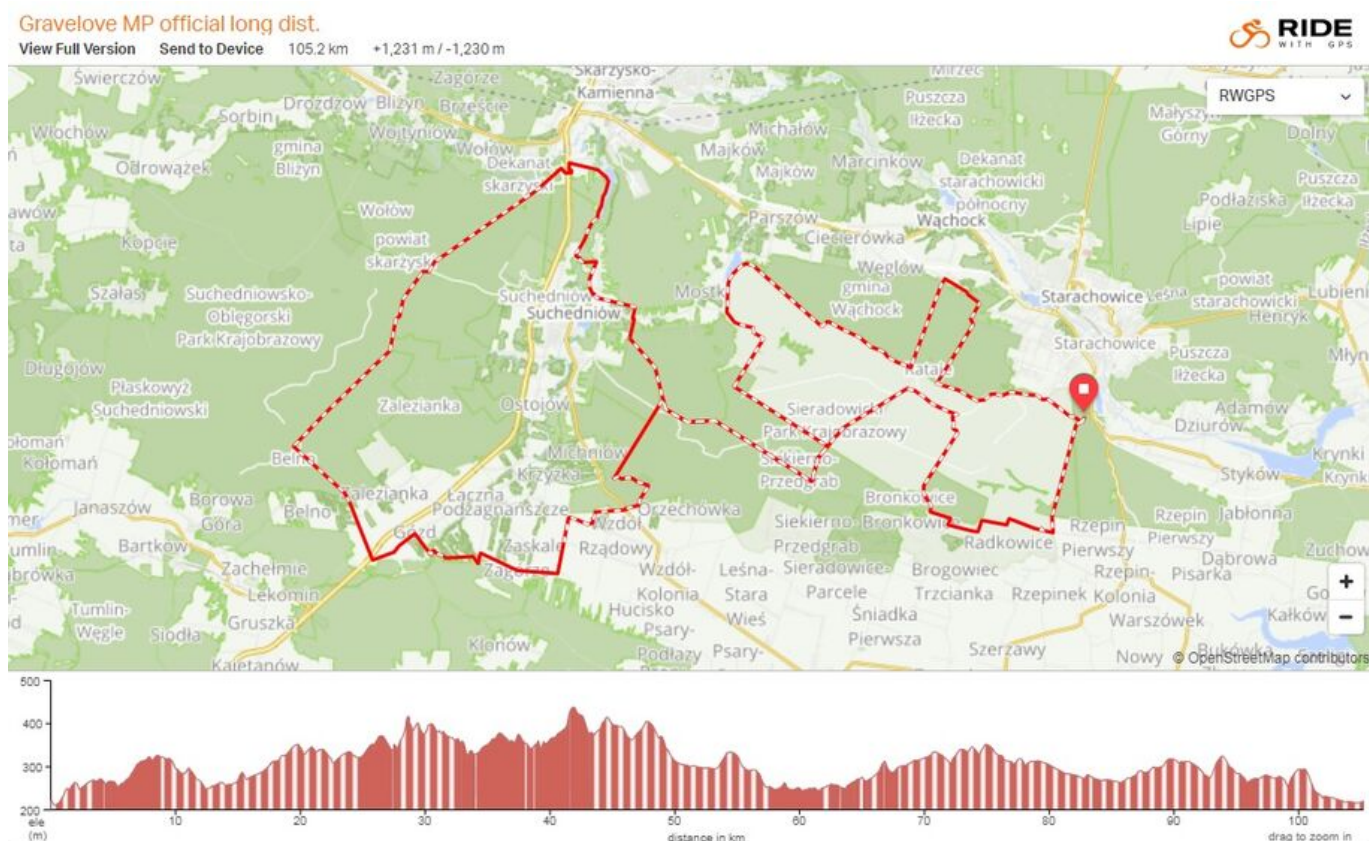 Gravelove MP official long dist.
View Full Version Send to Device 105.2 km +1,231 m / -1,230 m
RIDE
WITH GPS
RWGPS
Świerczów
Zagórze
Skarżysko-
Kamienna
Mirzec
Drozdzów Bliżyn Brzeście
Sorbin
Wojtyniów
Włochów
Wołów
Odrowążek
gmina
Bliżyn
Dekanat
skarżyski
Michałów
Majków
Majków
Puszcza
Iłżecka
Marcinków
Dekanat
starachowicki
północny
Małyszyn
Górny
Dolny
Puszcza
Iłżecka
Wołów
Kopcie
powiat
skarżyski
Parszów
Wąchock
Ciecierówka
Podłaziska
Lipie
Szałas
Suchedniowsko-
Oblęgorski
Park Krajobrazowy
Suchedniów
Suchedniów
Mostki
Węglów
gmina
Wąchock
Starachowice
Leśna
Starachowice
powiat
starachowicki
Henryk
Długojów
Płaskowyż
Suchedniowski
Zalezianka
Ostojów
Rataje
Puszcza
Iłżecka
Sieradowicki
Park Krajobrazowy
Adamów
Dziurów
Kołomań
Belno
Michniów
Krzyżka
Siekierno-
Przedgrab
Styków
Krynki
Janaszów
Borowa
Góra
Belno
Zalezianka
Łączna
Podzagnańszcze
Gózd
Orzechówka
Bronkowice
Bronkowice
Jabłonna
Bartków
Zachełmie
Zaskale
Zagórze
Wzdół
Rządowy
Siekierno
Przedgrab
Radkowice
Rzepin
Pierwszy
Rzepin
Pierwszy
Dąbrowa
Lekomin
Tumlin-
Węgle
Siodła
Gruszka
Kajetanów
Klonów
Wzdół-
Kolonia
Hucisko
Psary-
Podłazy
Leśna-
Stara
Wieś
Psary-
Sieradowice-
Parcele
Śniadka
Pierwsza
Brogowiec
Trzcianka
Rzepinek
Szerzawy
Rzepin-
Kolonia
Pisarka
Warszówek
Nowy
Bukówka
+
−
© OpenStreetMap contributors
500
400
300
200
ele
(m)
10 20 30 40 50 60 70 80 90 100
distance in km
drag to zoom in